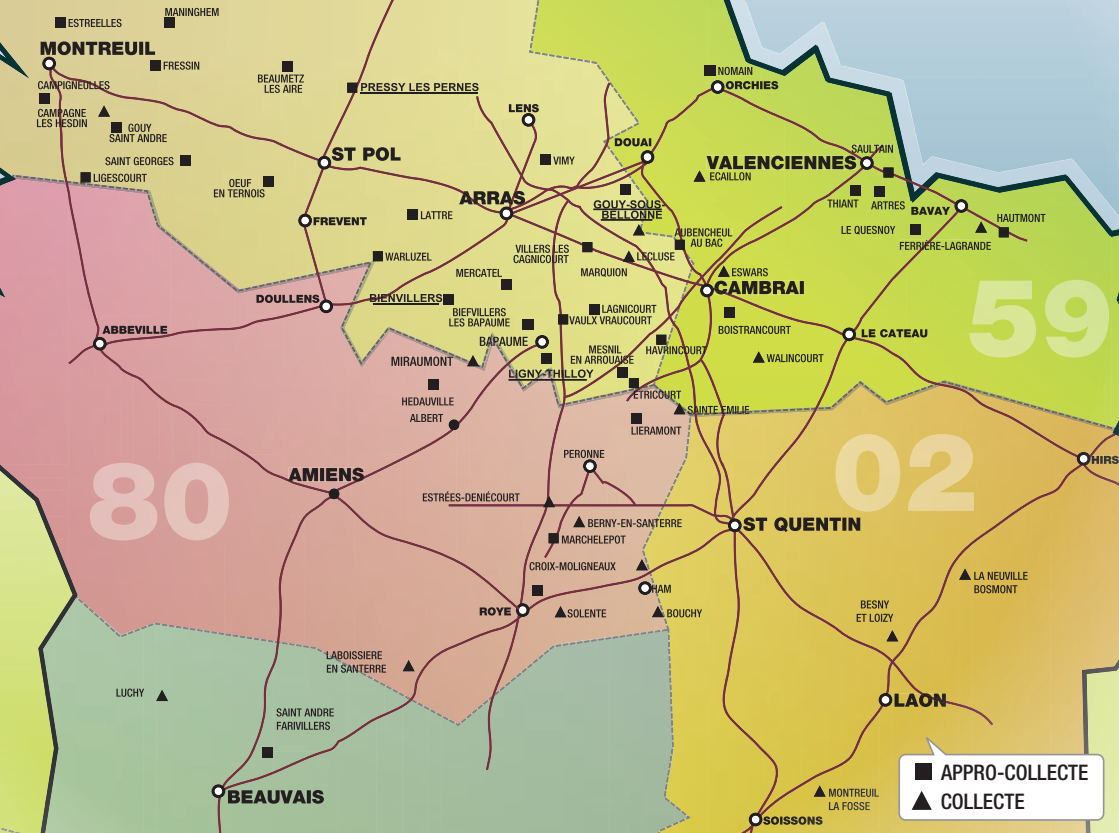 MANINGHEM
ESTREELLES
MONTREUIL
FRESSIN
BEAUMETZ
LES AIRE
CAMPIGNEULLES
PRESSY LES PERNES
CAMPAGNE
LES HESDIN
GOUY
SAINT ANDRE
SAINT GEORGES
LIGESCOURT
OEUF
EN TERNOIS
ST POL
FREVENT
LENS
VIMY
ARRAS
LATTRE
WARLUZEL
NOMAIN
ORCHIES
DOUAI
VALENCIENNES
SAULTAIN
ECAILLON
THIANT
ARTRES
BAVAY
HAUTMONT
LE QUESNOY
FERRIERE-LAGRANDE
GOUY-SOUS-
BELLONNE
AUBENCHEUL
AU BAC
VILLERS LES
CAGNICOURT
LECLUSE
MARQUION
MERCATEL
ESWARS
CAMBRAI
DOULLENS
BIENVILLERS
LAGNICOURT
BIEFVILLERS
LES BAPAUME
VAULX VRAUCOURT
BOISTRANCOURT
59
ABBEVILLE
BAPAUME
LE CATEAU
MESNIL
EN ARROUAISE
HAVRINCOURT
WALINCOURT
MIRAUMONT
LIGNY-THILLOY
HEDAUVILLE
ETRICOURT
SAINTE EMILIE
ALBERT
LIERAMONT
80
02
PERONNE
HIRS
AMIENS
ESTRÉES-DENIÉCOURT
BERNY-EN-SANTERRE
ST QUENTIN
MARCHELEPOT
CROIX-MOLIGNEAUX
LA NEUVILLE
BOSMONT
HAM
ROYE
SOLENTE
BOUCHY
BESNY
ET LOIZY
LABOISSIERE
EN SANTERRE
LUCHY
LAON
SAINT ANDRE
FARIVILLERS
BEAUVAIS
MONTREUIL
LA FOSSE
SOISSONS
APPRO-COLLECTE
COLLECTE